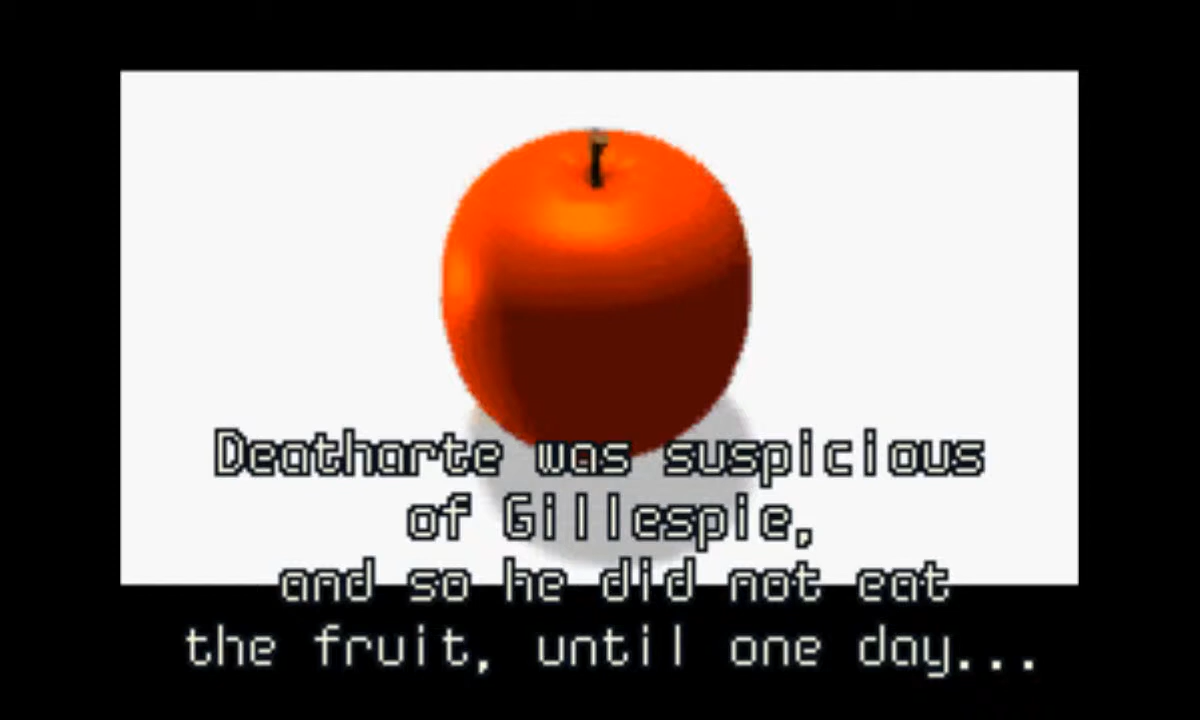 Deatharte was suspicious
of Gillespie,
and so he did not eat
the fruit, until one day...